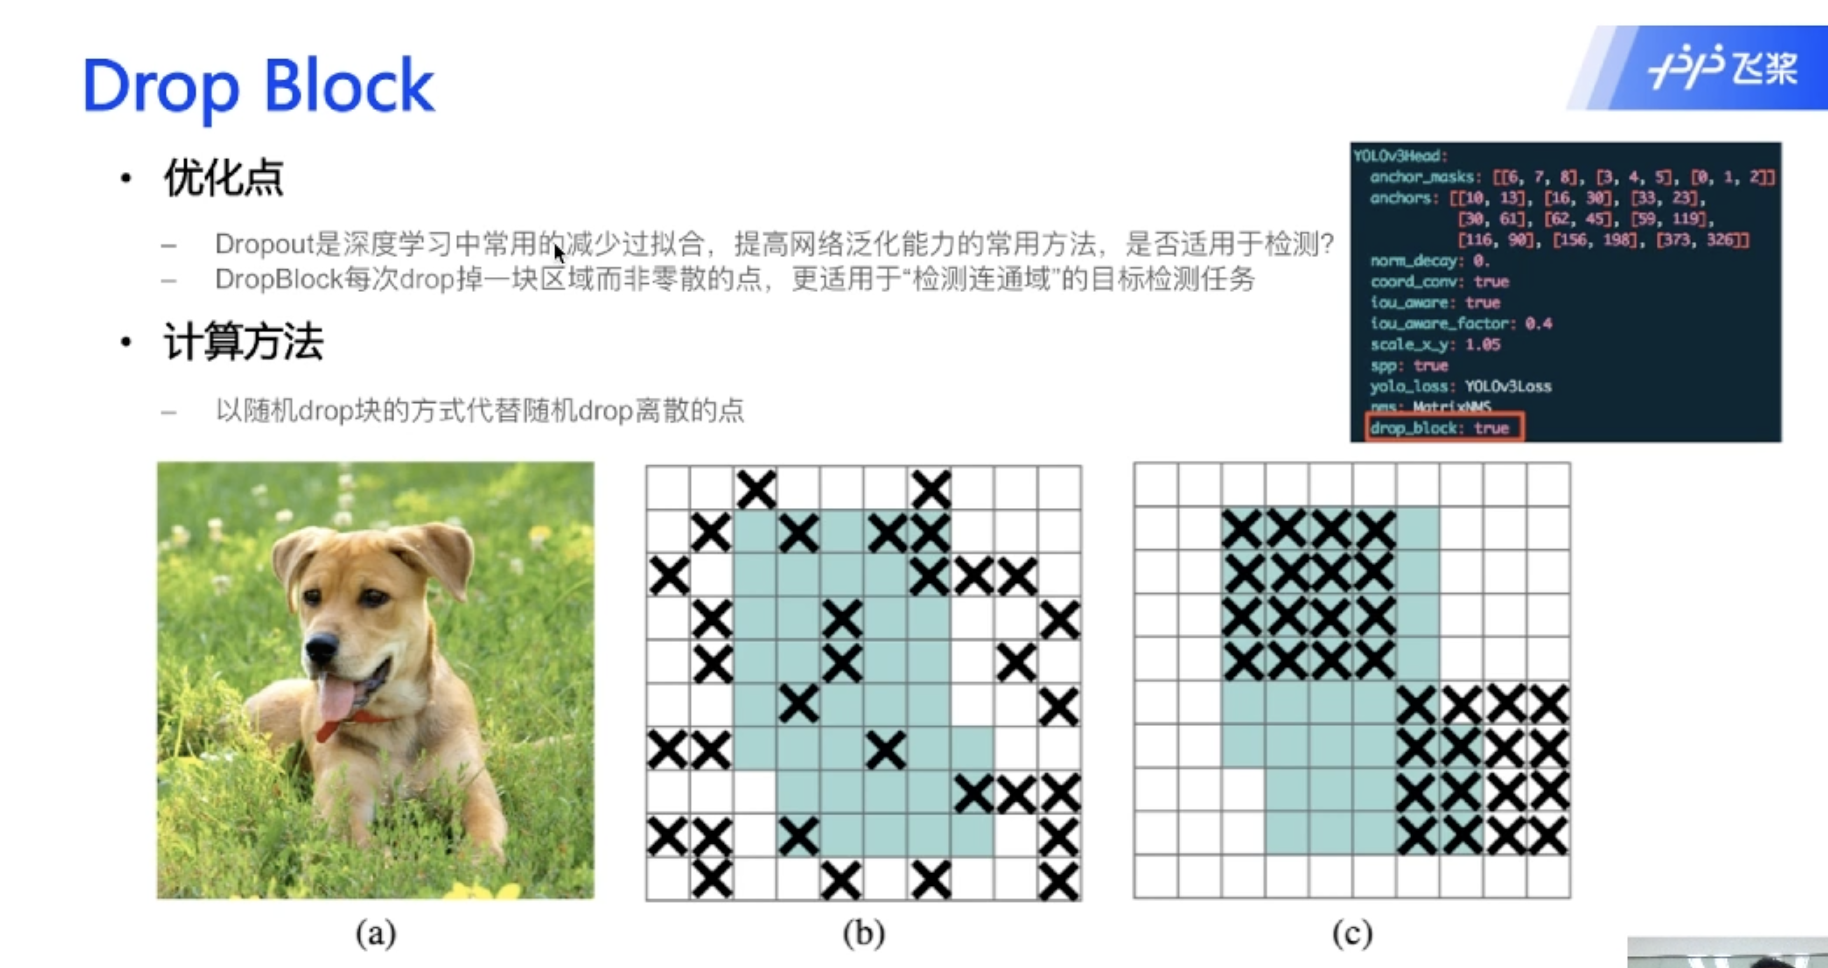 Drop Block
飞桨
• 优化点
– Dropout是深度学习中常用的减少过拟合，提高网络泛化能力的常用方法，是否适用于检测?
– DropBlock每次drop掉一块区域而非零散的点，更适用于“检测连通域”的目标检测任务
• 计算方法
– 以随机drop块的方式代替随机drop离散的点
YOLOv3Head:
anchor_masks: [[6, 7, 8], [3, 4, 5], [0, 1, 2]]
anchors: [[10, 13], [16, 30], [33, 23],
[30, 61], [62, 45], [59, 119],
[116, 90], [156, 198], [373, 326]]
norm_decay: 0.
coord_conv: true
iou_aware: true
iou_aware_factor: 0.4
scale_x_y: 1.05
spp: true
yolo_loss: YOLOv3Loss
nms: MatrixNMS
drop_block: true
(a)
(b)
(c)